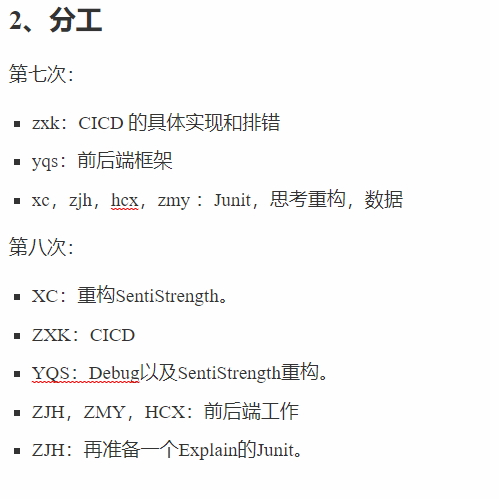 2、分工
第七次：
zxk：CICD 的具体实现和排错
yqs：前后端框架
xc，zjh，hcx，zmy ：Junit，思考重构，数据
第八次：
XC：重构SentiStrength。
ZXK：CICD
YQS：Debug以及SentiStrength重构。
ZJH，ZMY，HCX：前后端工作
ZJH：再准备一个Explain的Junit。